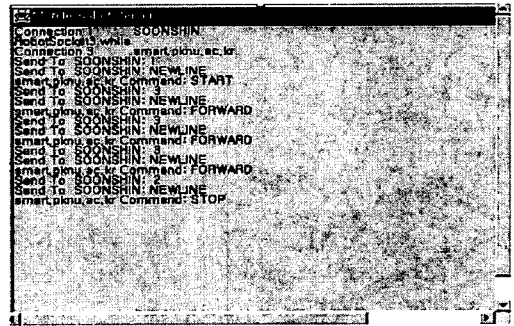 Connection 1 SOONSHIN
RobotSocket3 while
Connection 3 smart.pknu.ac.kr
Send To SOONSHIN: 1
Send To SOONSHIN: NEWLINE
smart.pknu.ac.kr Command: START
Send To SOONSHIN: 3
Send To SOONSHIN: NEWLINE
smart.pknu.ac.kr Command: FORWARD
Send To SOONSHIN: 3
Send To SOONSHIN: NEWLINE
smart.pknu.ac.kr Command: FORWARD
Send To SOONSHIN: 3
Send To SOONSHIN: NEWLINE
smart.pknu.ac.kr Command: FORWARD
Send To SOONSHIN: 2
Send To SOONSHIN: NEWLINE
smart.pknu.ac.kr Command: STOP